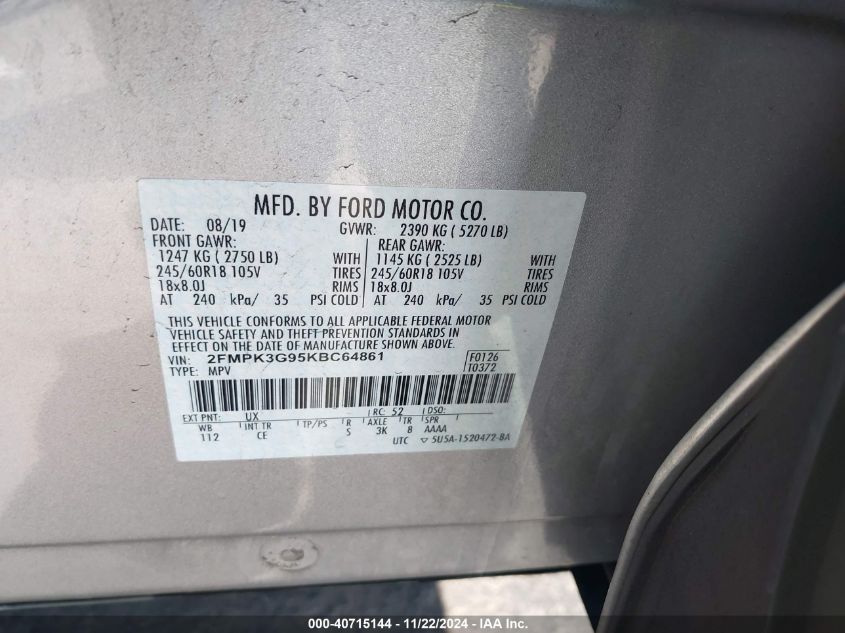 MFD. BY FORD MOTOR CO.
DATE: 08/19 GVWR: 2390 KG ( 5270 LB)
FRONT GAWR: REAR GAWR:
1247 KG ( 2750 LB) WITH 1145 KG ( 2525 LB) WITH
245/60R18 105V TIRES 245/60R18 105V TIRES
18x8.0J RIMS 18x8.0J RIMS
AT 240 kPa/ 35 PSI COLD AT 240 kPa/ 35 PSI COLD
THIS VEHICLE CONFORMS TO ALL APPLICABLE FEDERAL MOTOR
VEHICLE SAFETY AND THEFT PREVENTION STANDARDS IN
EFFECT ON THE DATE OF MANUFACTURE SHOWN ABOVE.
VIN: 2FMPK3G95KBC64861 F0126
TYPE: MPV T0372
EXT PNT: UX RC: 52 DSO:
WB INT TR TP/PS R AXLE TR SPR
112 CE S 3K 8 AAAA
UTC ▽ 5U5A-1520472-BA
000-40715144 - 11/22/2024 - IAA Inc.